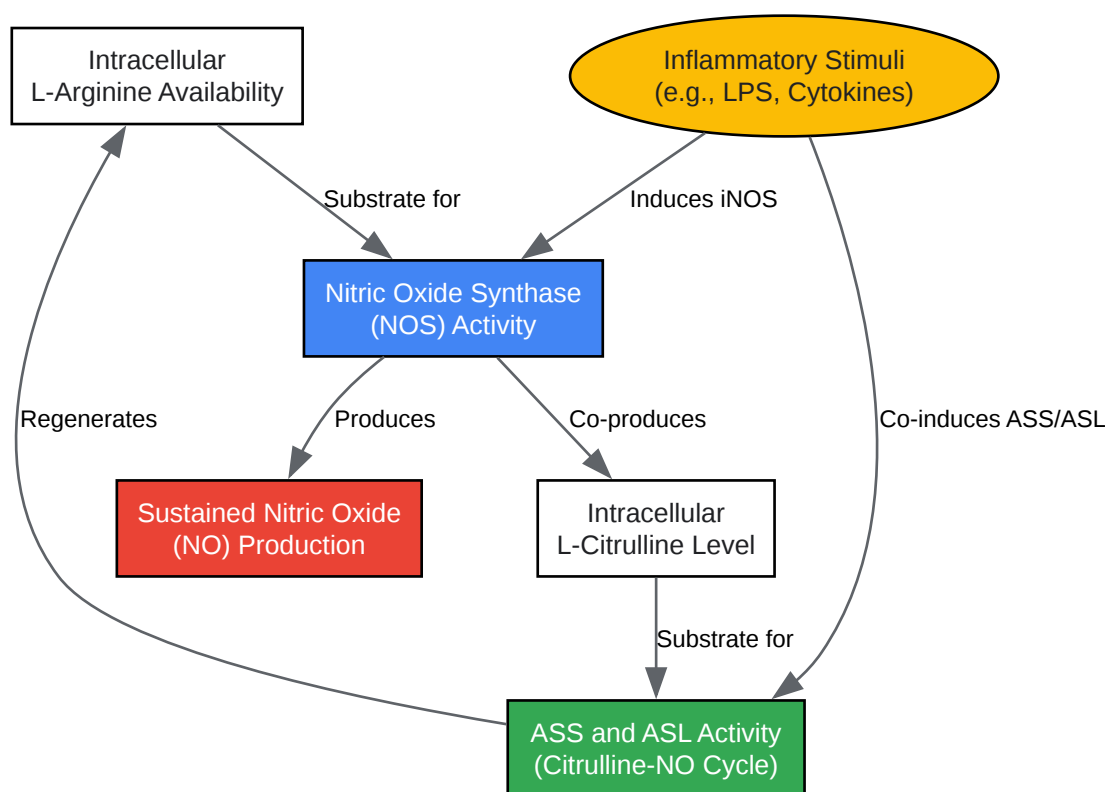 Intracellular
L-Arginine Availability
Inflammatory Stimuli
(e.g., LPS, Cytokines)
Substrate for
Induces iNOS
Nitric Oxide Synthase
(NOS) Activity
Regenerates
Produces
Co-produces
Co-induces ASS/ASL
Sustained Nitric Oxide
(NO) Production
Intracellular
L-Citrulline Level
Substrate for
ASS and ASL Activity
(Citrulline-NO Cycle)